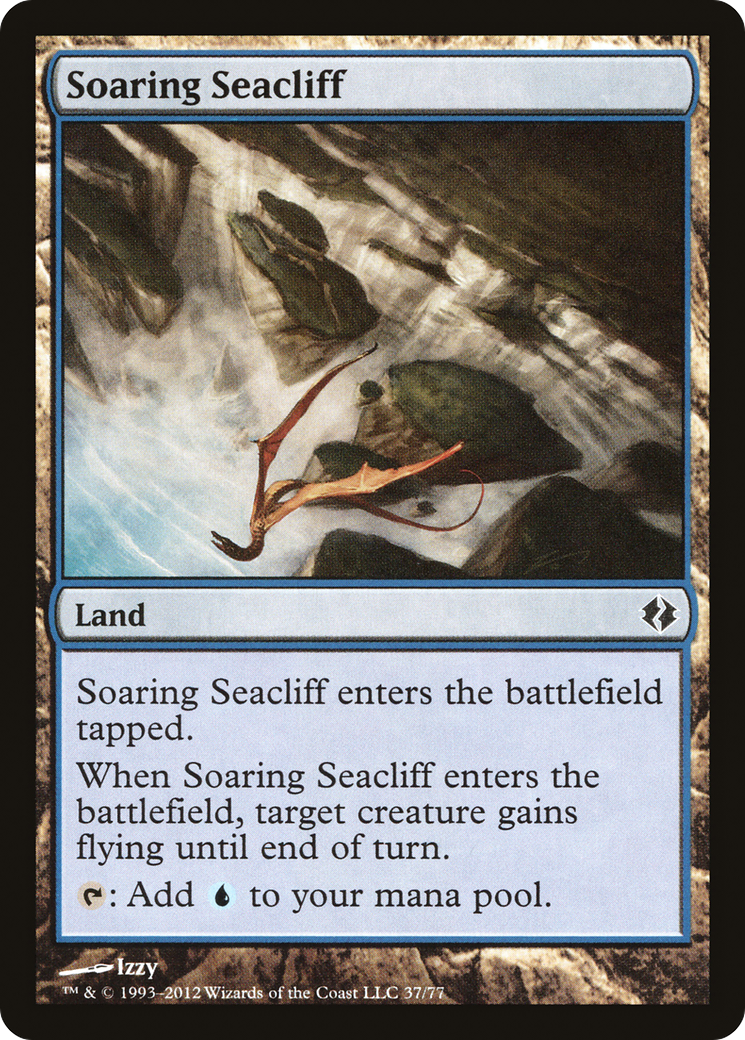 Soaring Seacliff
Land
Soaring Seacliff enters the battlefield
tapped.
When Soaring Seacliff enters the
battlefield, target creature gains
flying until end of turn.
: Add to your mana pool.
Izzy
™ & © 1993–2012 Wizards of the Coast LLC 37/77